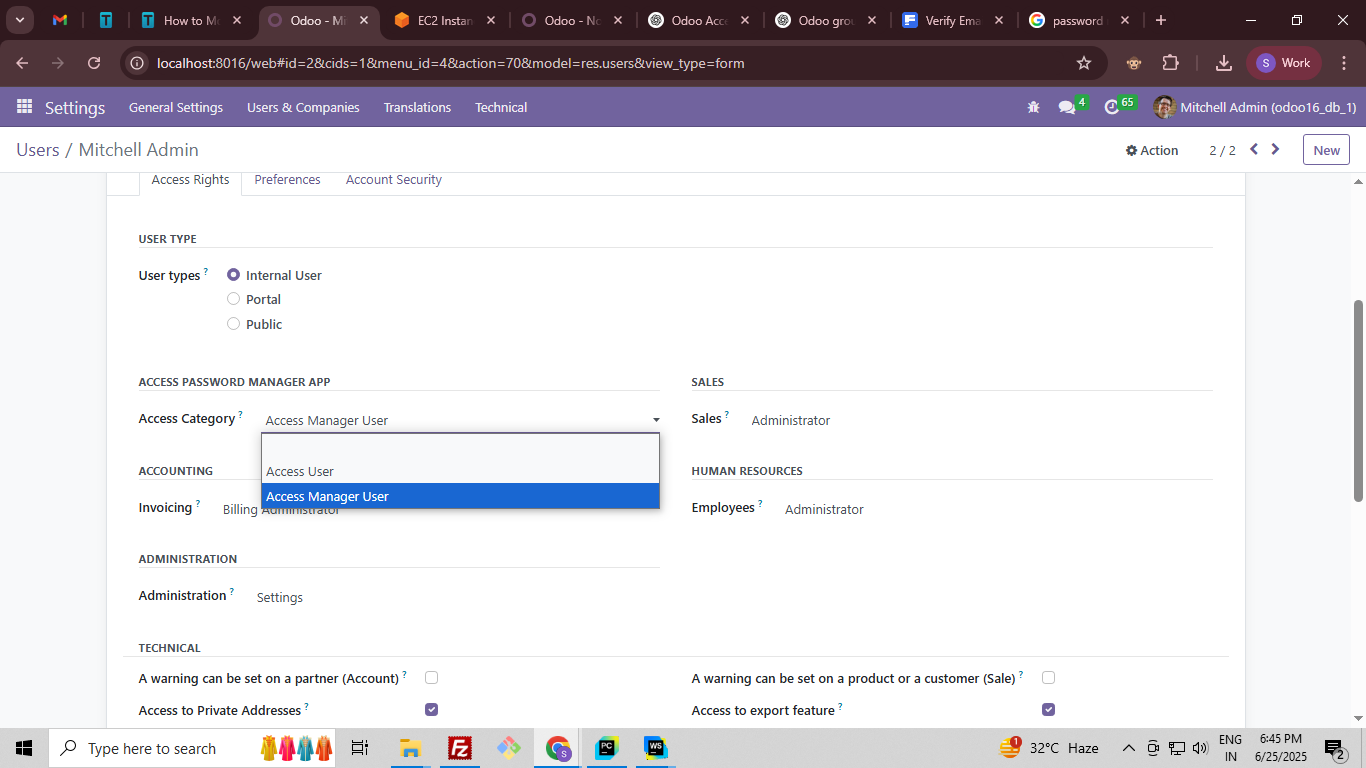 How to Mo
Odoo - Mi
EC2 Instan
Odoo - No
Odoo Acce
Odoo grou
Verify Ema
password
localhost:8016/web#id=2&cids=1&menu_id=4&action=70&model=res.users&view_type=form
S Work
Settings General Settings Users & Companies Translations Technical
4 65 Mitchell Admin (odoo16_db_1)
Users / Mitchell Admin
Action 2 / 2 New
Access Rights Preferences Account Security
USER TYPE
User types ? Internal User
Portal
Public
ACCESS PASSWORD MANAGER APP
Access Category ? Access Manager User
Access User
Access Manager User
SALES
Sales ? Administrator
ACCOUNTING
Invoicing ? Billing Administrator
HUMAN RESOURCES
Employees ? Administrator
ADMINISTRATION
Administration ? Settings
TECHNICAL
A warning can be set on a partner (Account) ?
A warning can be set on a product or a customer (Sale) ?
Access to Private Addresses ?
Access to export feature ?
Type here to search
1 32°C Haze
ENG
IN
6:45 PM
6/25/2025
2